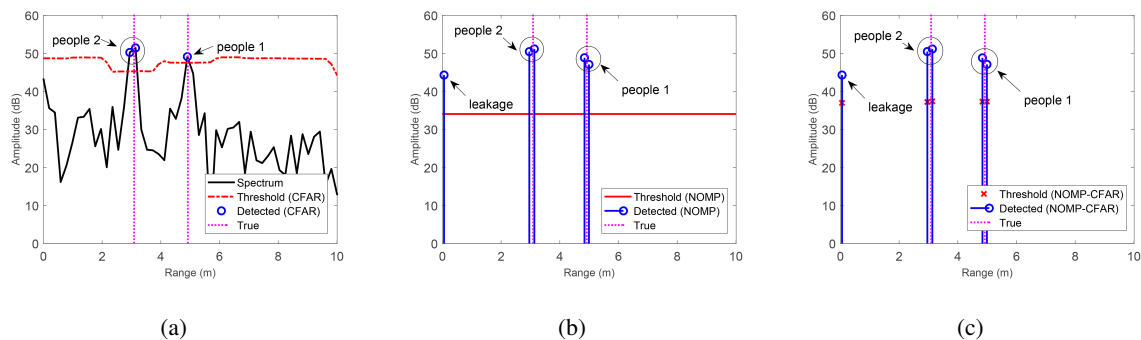 60
50
40
30
20
10
0
Amplitude (dB)
people 2
people 1
Spectrum
Threshold (CFAR)
Detected (CFAR)
True
0 2 4 6 8 10
Range (m)
(a)
60
50
40
30
20
10
0
Amplitude (dB)
people 2
leakage
people 1
Threshold (NOMP)
Detected (NOMP)
True
0 2 4 6 8 10
Range (m)
(b)
60
50
40
30
20
10
0
Amplitude (dB)
people 2
leakage
people 1
Threshold (NOMP-CFAR)
Detected (NOMP-CFAR)
True
0 2 4 6 8 10
Range (m)
(c)